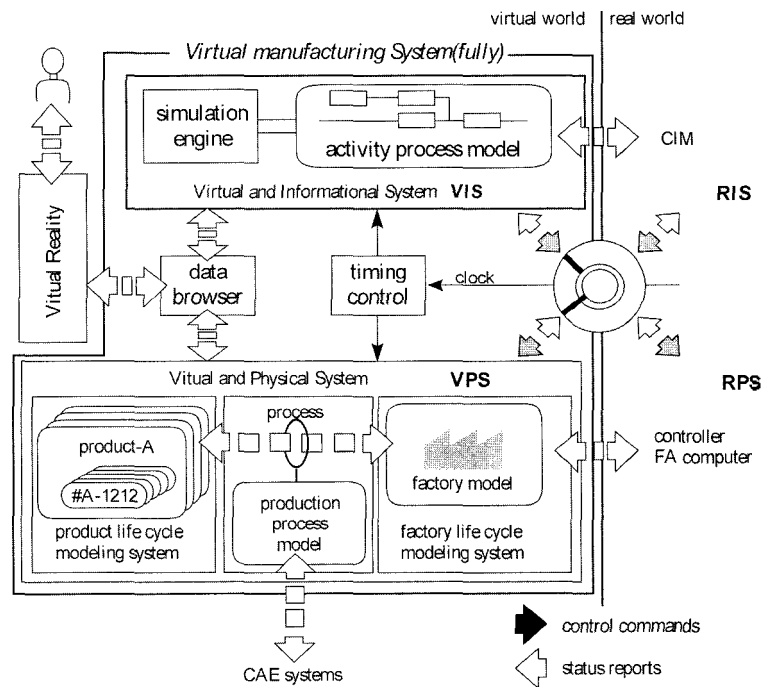 virtual world
real world
Virtual manufacturing System(fully)
simulation
engine
activity process model
CIM
Virtual and Informational System VIS
RIS
Vitual Reality
data
browser
timing
control
clock
Vitual and Physical System VPS
RPS
process
product-A
#A-1212
product life cycle
modeling system
production
process
model
factory model
factory life cycle
modeling system
controller
FA computer
CAE systems
control commands
status reports